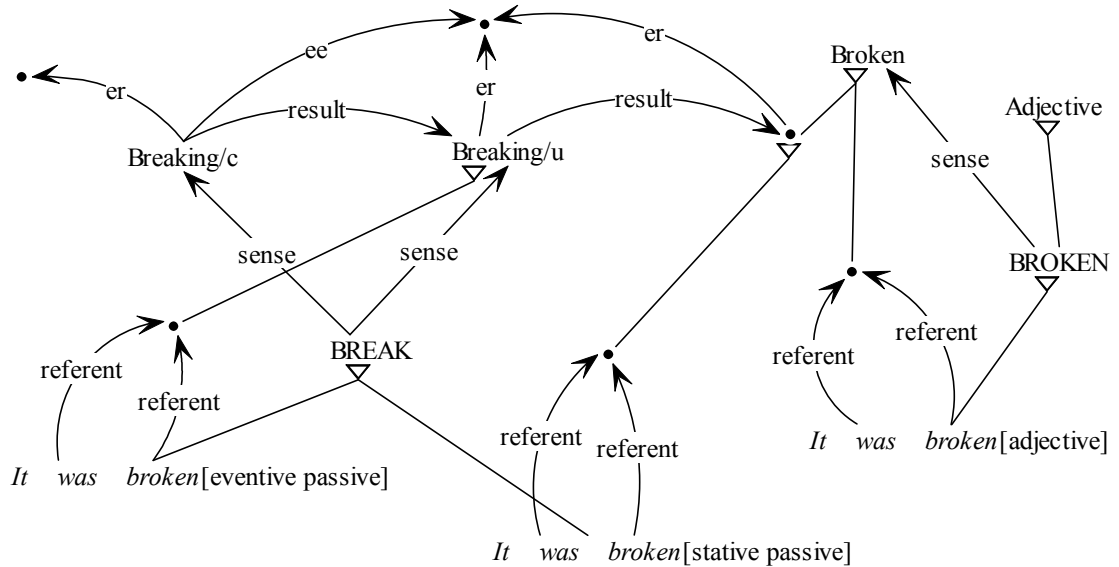 ee
er
Broken
er
er
result
result
Adjective
Breaking/c
Breaking/u
sense
sense
sense
BROKEN
referent
BREAK
referent
referent
referent
referent
referent
It was broken[adjective]
It was broken[eventive passive]
It was broken[stative passive]